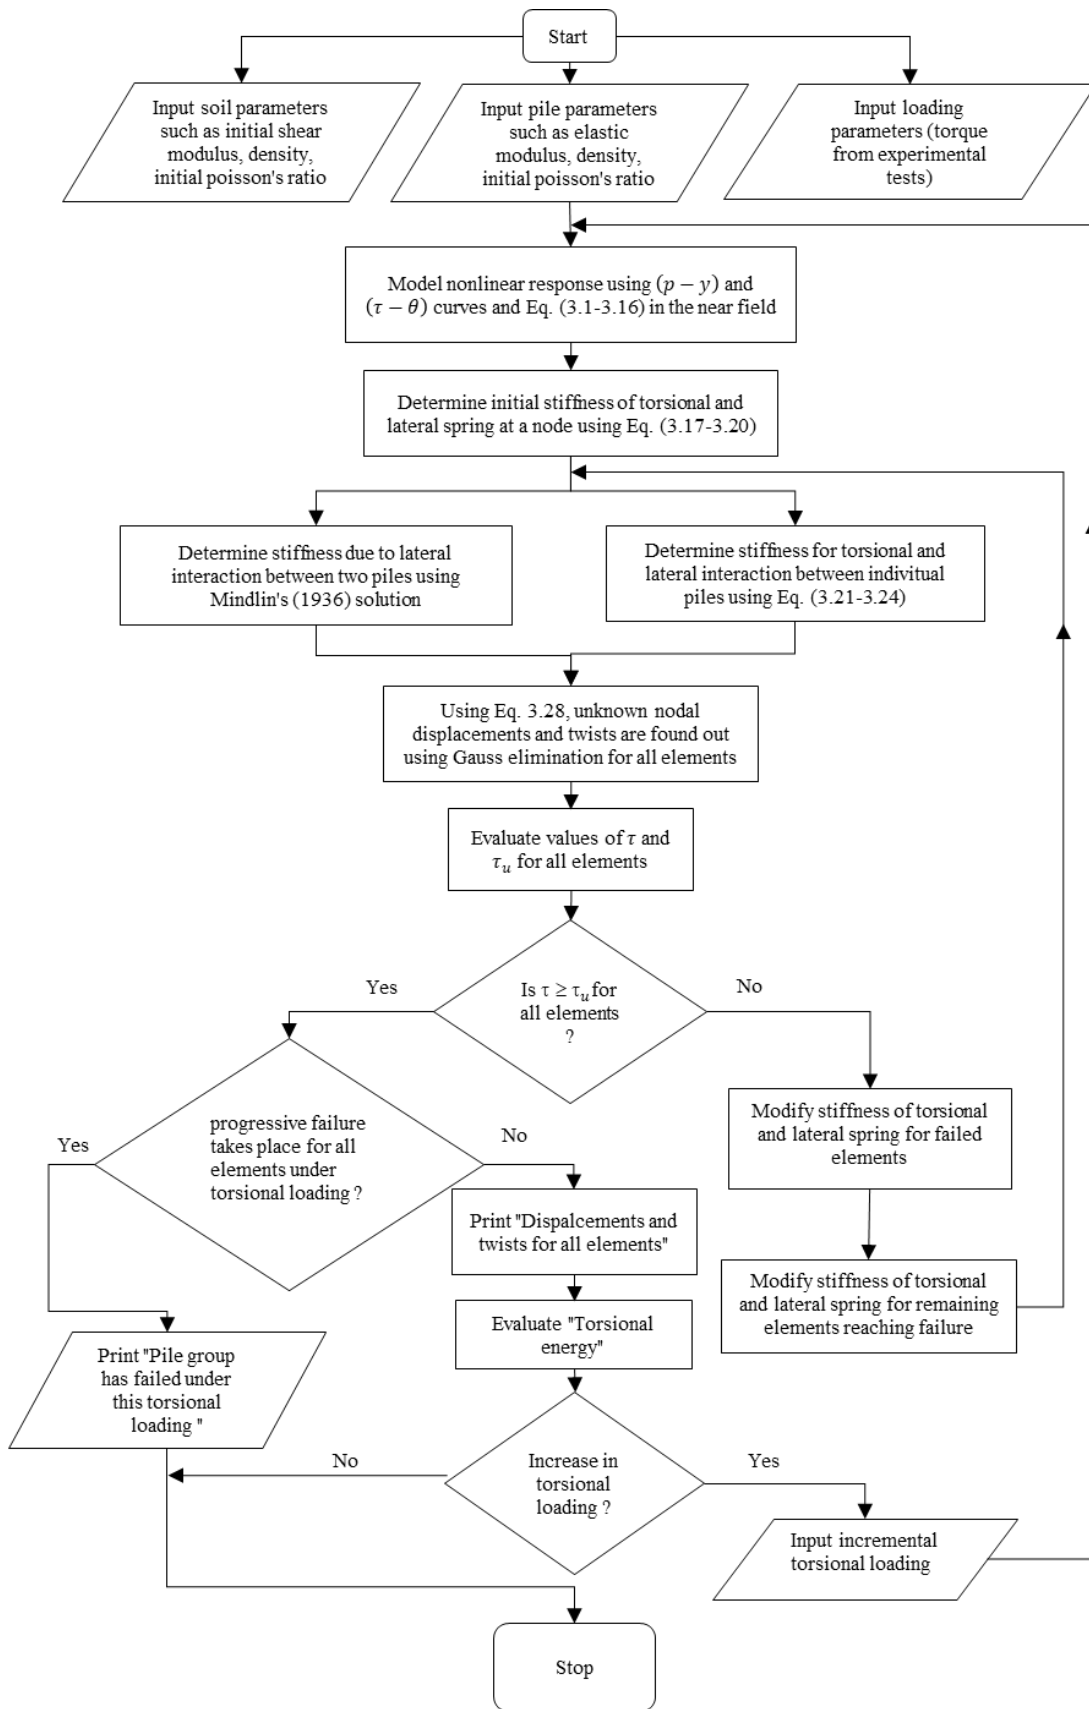 Start
Input soil parameters
such as initial shear
modulus, density,
initial poisson's ratio
Input pile parameters
such as elastic
modulus, density,
initial poisson's ratio
Input loading
parameters (torque
from experimental
tests)
Model nonlinear response using (p − y) and
(τ − θ) curves and Eq. (3.1-3.16) in the near field
Determine initial stiffness of torsional and
lateral spring at a node using Eq. (3.17-3.20)
Determine stiffness due to lateral
interaction between two piles using
Mindlin's (1936) solution
Determine stiffness for torsional and
lateral interaction between indivitual
piles using Eq. (3.21-3.24)
Using Eq. 3.28, unknown nodal
displacements and twists are found out
using Gauss elimination for all elements
Evaluate values of τ and
τ_u for all elements
Yes
Is τ ≥ τ_u for
all elements
?
No
Modify stiffness of torsional
and lateral spring for failed
elements
Yes
progressive failure
takes place for all
elements under
torsional loading ?
No
Print "Dispalcements and
twists for all elements"
Modify stiffness of torsional
and lateral spring for remaining
elements reaching failure
Evaluate "Torsional
energy"
Print "Pile group
has failed under
this torsional
loading "
No
Increase in
torsional
loading ?
Yes
Input incremental
torsional loading
Stop